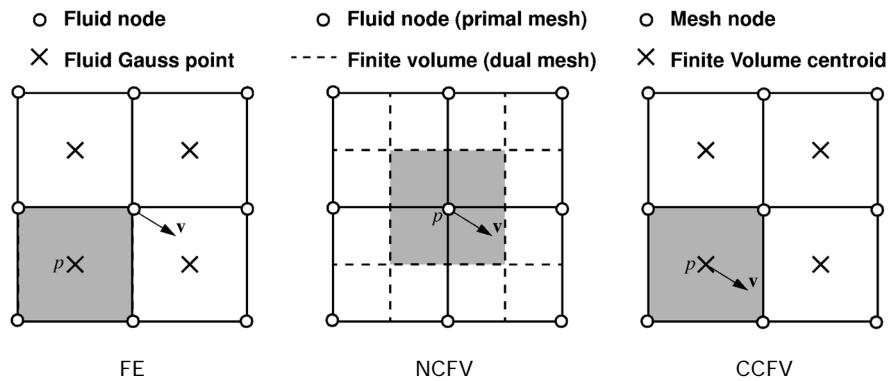 Fluid node
Fluid Gauss point
Fluid node (primal mesh)
Finite volume (dual mesh)
Mesh node
Finite Volume centroid
v
p
p
v
p
v
FE
NCFV
CCFV